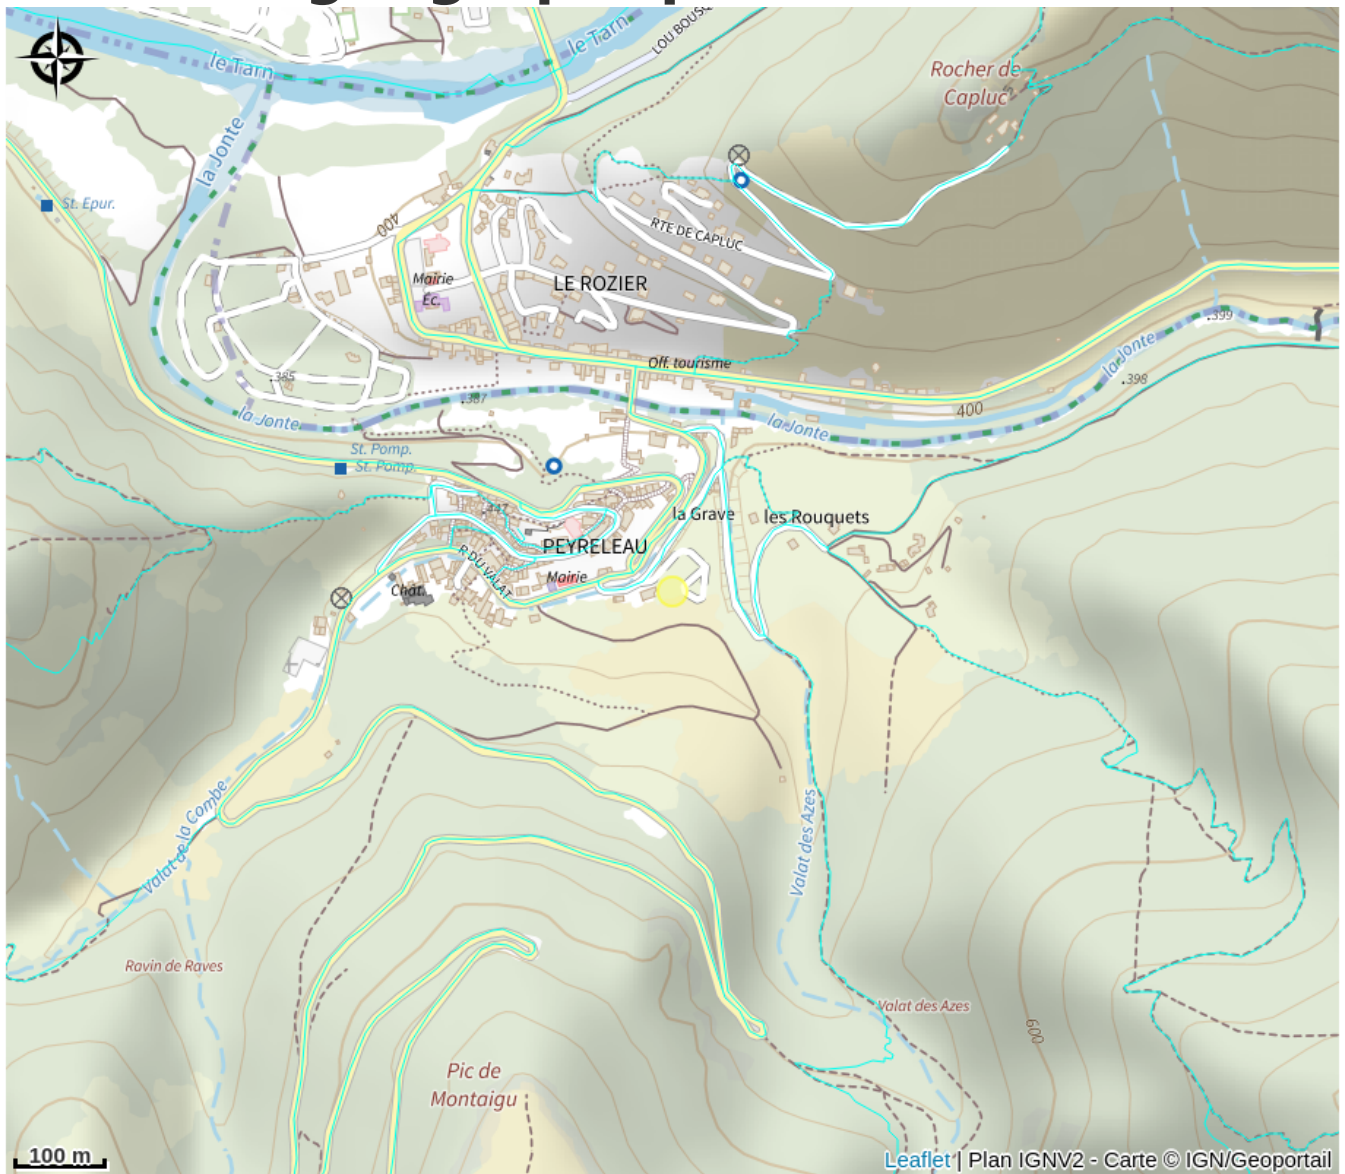 le Tarn
le Tarn
LOU BOUSQ
Rocher de
Capluc
la Jonte
St. Epur.
400
RTE DE CAPLUC
Mairie
Ec.
LE ROZIER
.399
la Jonte
Off. tourisme
.385
.398
.387
400
la Jonte
la Jonte
St. Pomp.
St. Pomp.
.447
la Grave
les Rouquets
PEYRELEAU
R DU VALAT
Mairie
Chât.
Valat de la Combe
Valat des Azes
Ravin de Raves
Valat des Azes
600
Pic de
Montaigu
100 m
Leaflet | Plan IGNV2 - Carte © IGN/Geoportail